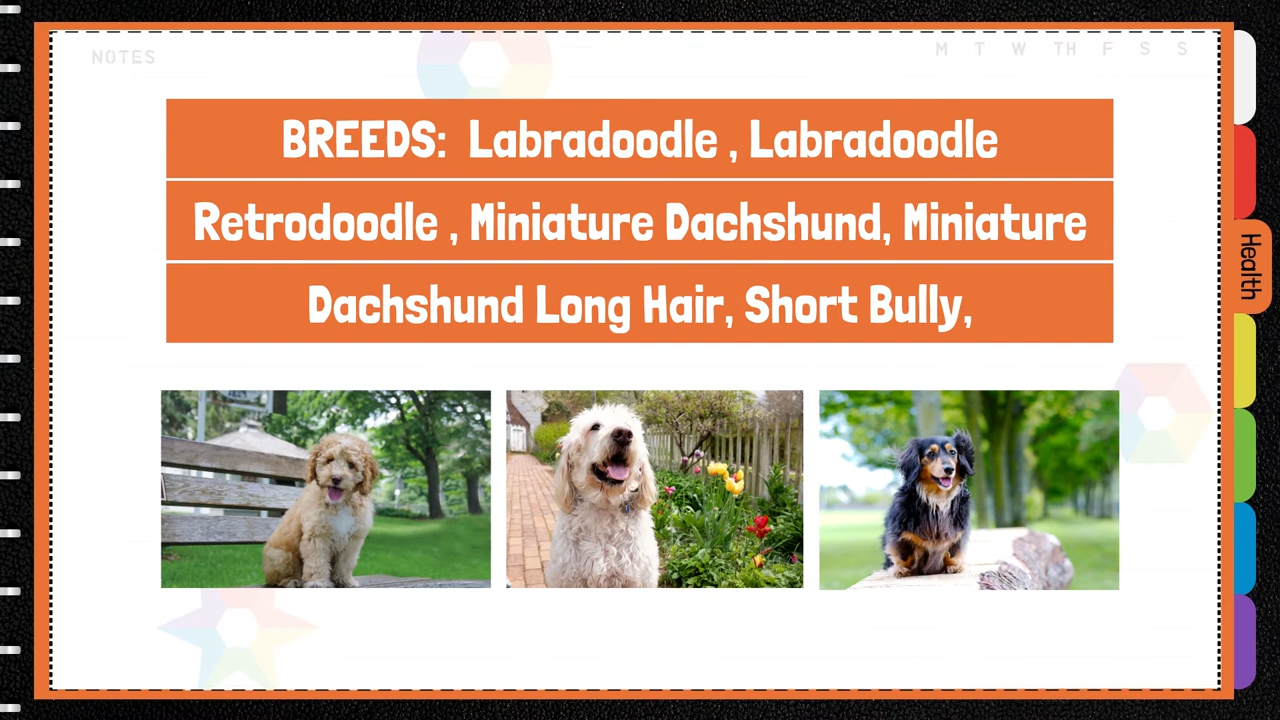 NOTES
M T W TH F S S
BREEDS: Labradoodle , Labradoodle
Retrodoodle , Miniature Dachshund, Miniature
Dachshund Long Hair, Short Bully,
Health